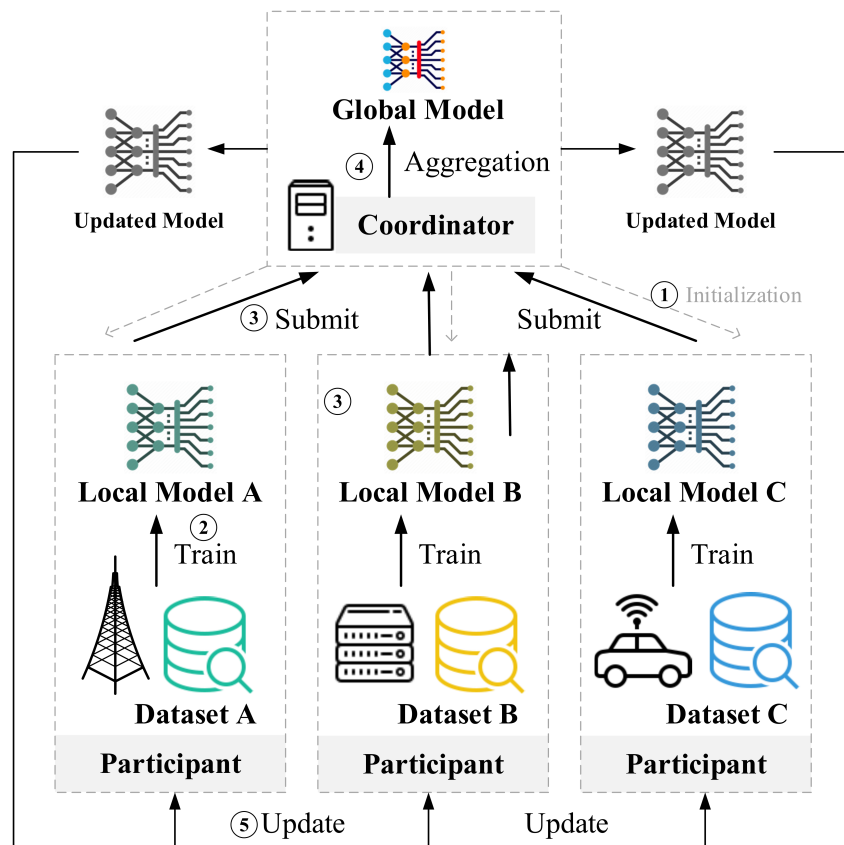 Global Model
④ Aggregation
Coordinator
Updated Model
Updated Model
① Initialization
③ Submit
Submit
③
Local Model A
Local Model B
Local Model C
②
Train
Train
Train
Dataset A
Dataset B
Dataset C
Participant
Participant
Participant
⑤ Update
Update